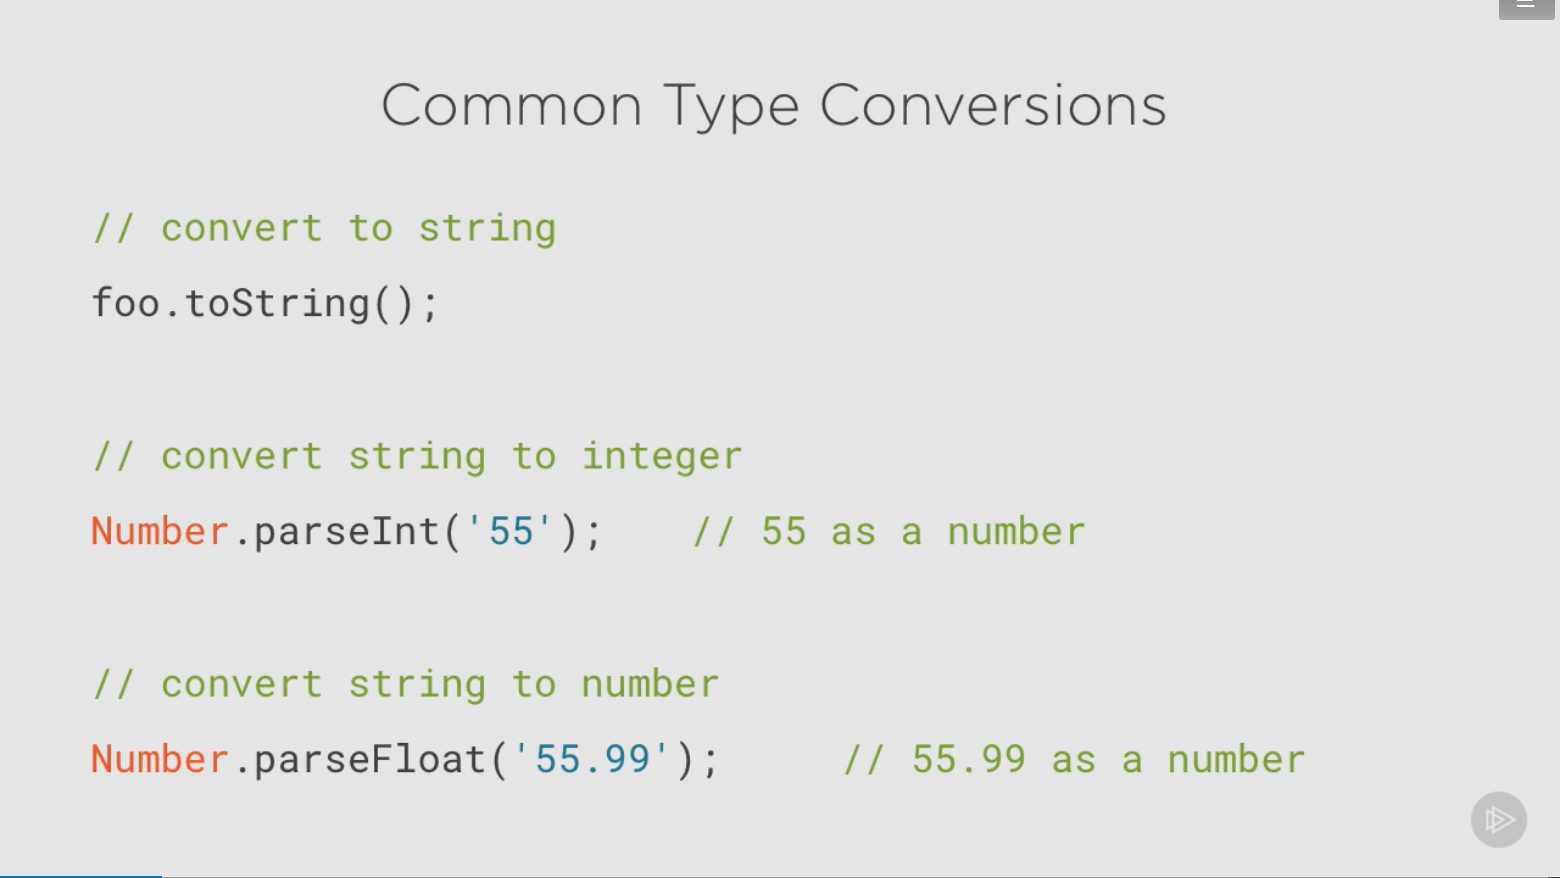 Common Type Conversions
// convert to string
foo.toString();
// convert string to integer
Number.parseInt('55');    // 55 as a number
// convert string to number
Number.parseFloat('55.99');     // 55.99 as a number